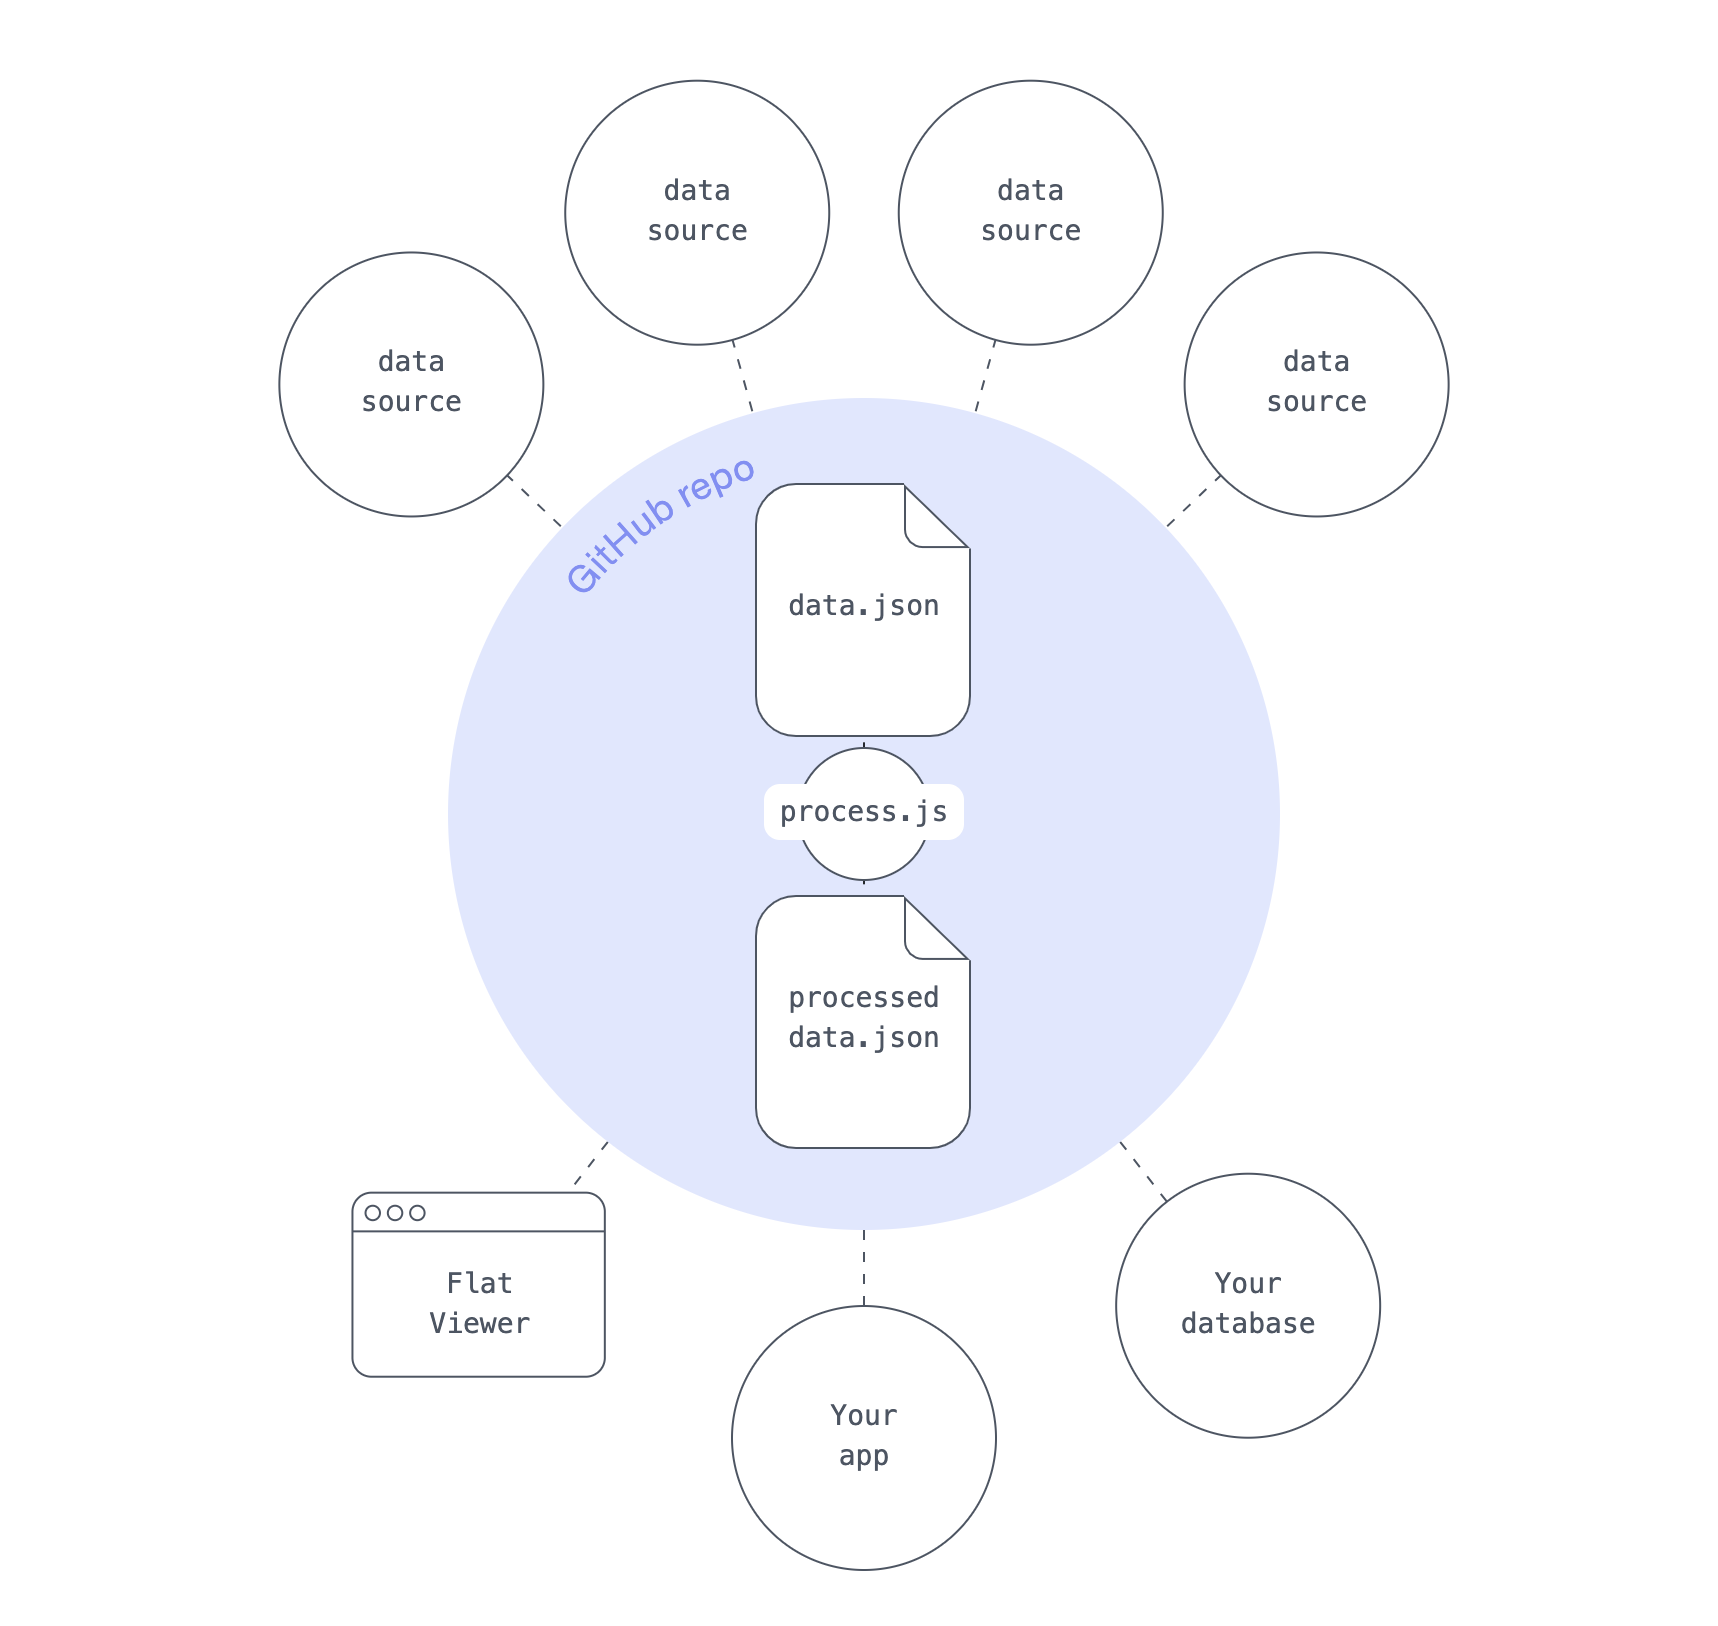 data
source
data
source
data
source
data
source
GitHub repo
data.json
process.js
processed
data.json
Flat
Viewer
Your
app
Your
database